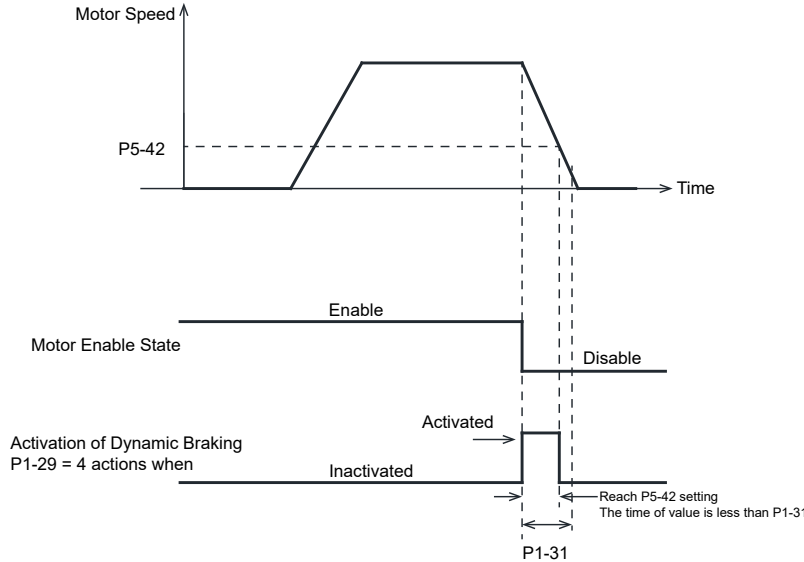 Motor Speed
P5-42
Time
Enable
Motor Enable State
Disable
Activated
Activation of Dynamic Braking
P1-29 = 4 actions when
Inactivated
Reach P5-42 setting
The time of value is less than P1-31
P1-31